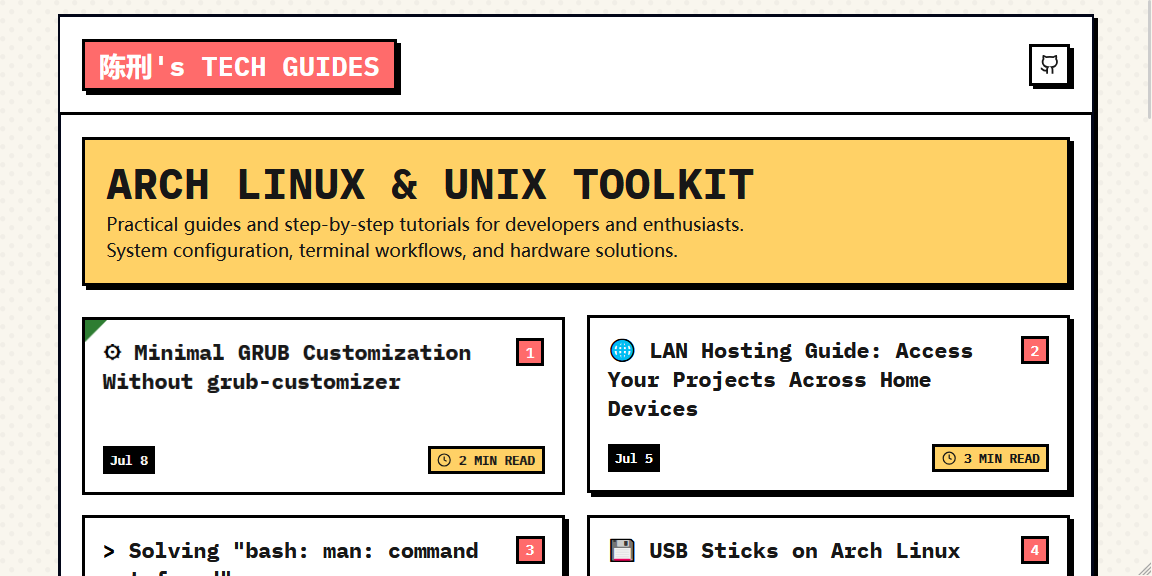 陈刑's TECH GUIDES
ARCH LINUX & UNIX TOOLKIT
Practical guides and step-by-step tutorials for developers and enthusiasts.
System configuration, terminal workflows, and hardware solutions.
Minimal GRUB Customization
Without grub-customizer
1
Jul 8
2 MIN READ
LAN Hosting Guide: Access
Your Projects Across Home
Devices
2
Jul 5
3 MIN READ
> Solving "bash: man: command
3
USB Sticks on Arch Linux
4